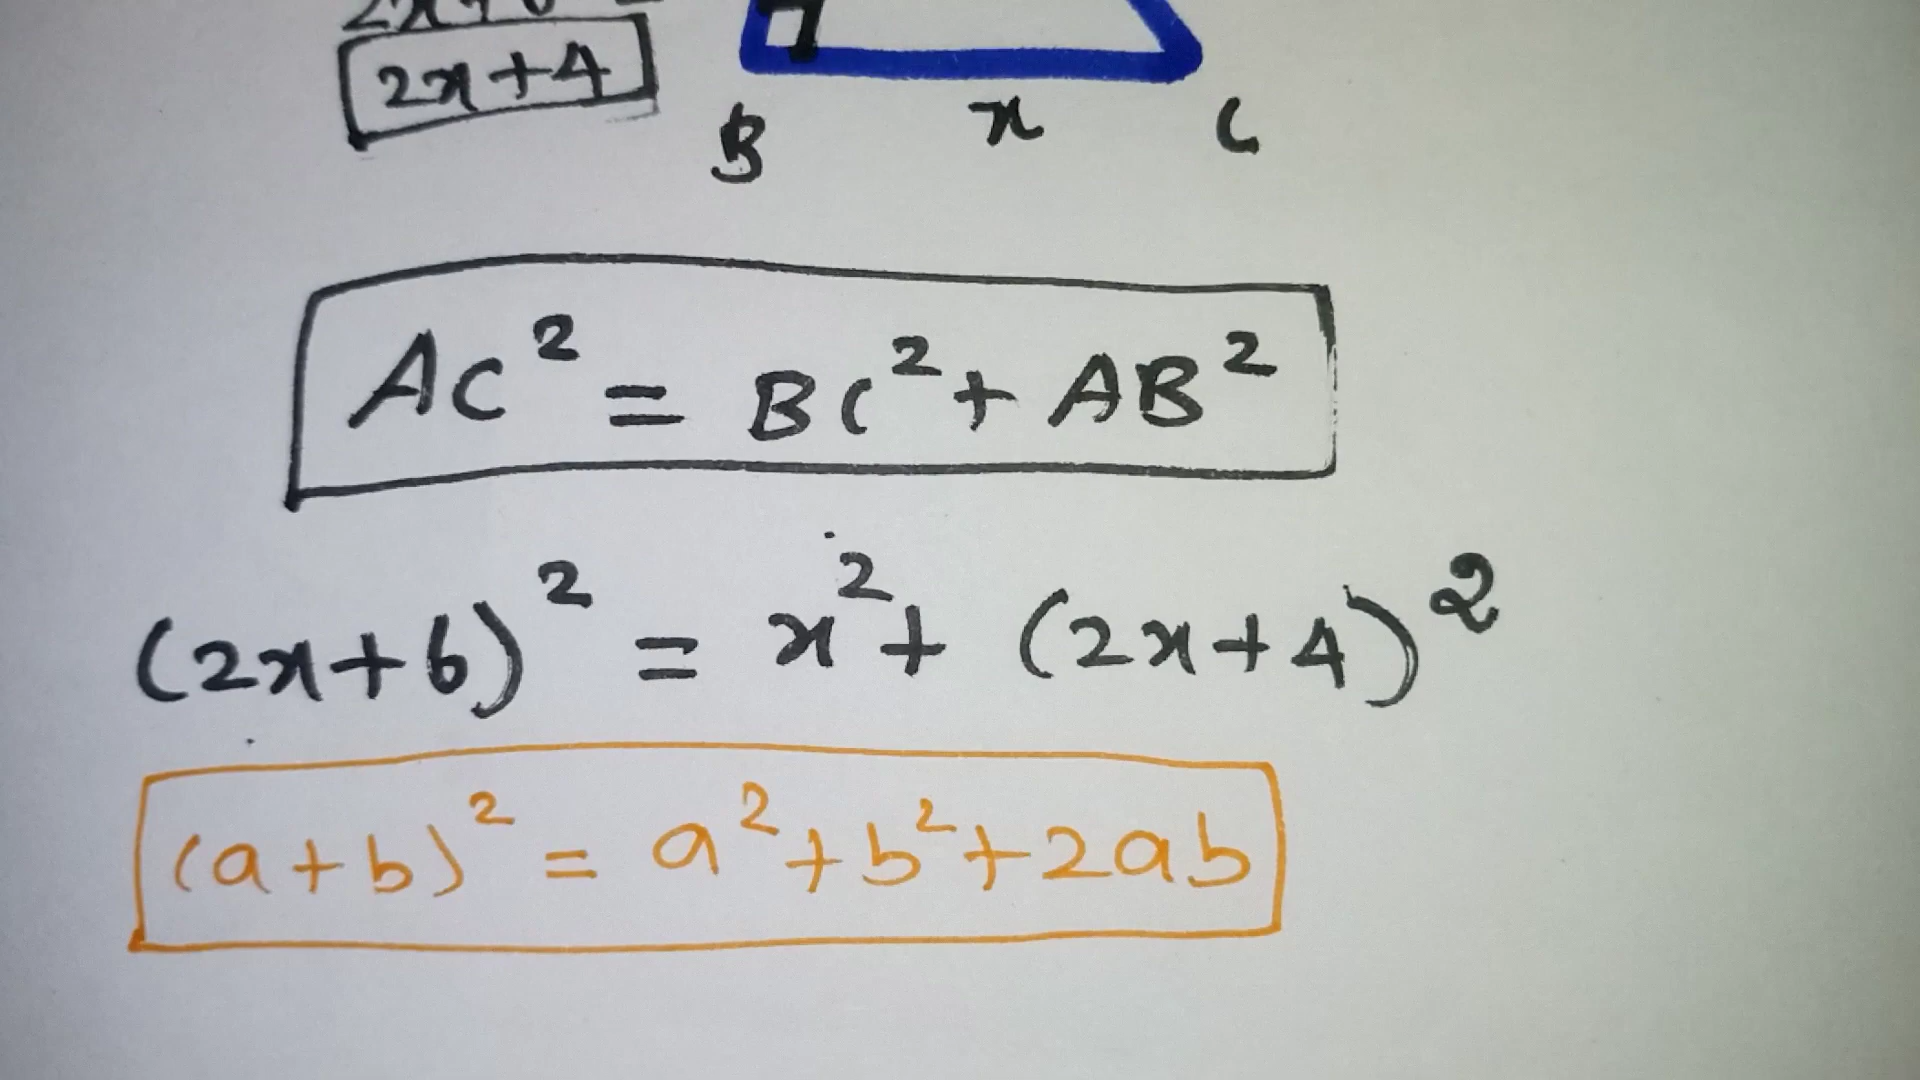 2x+4
B x C
AC² = BC² + AB²
(2x+6)² = x² + (2x+4)²
(a+b)² = a² + b² + 2ab